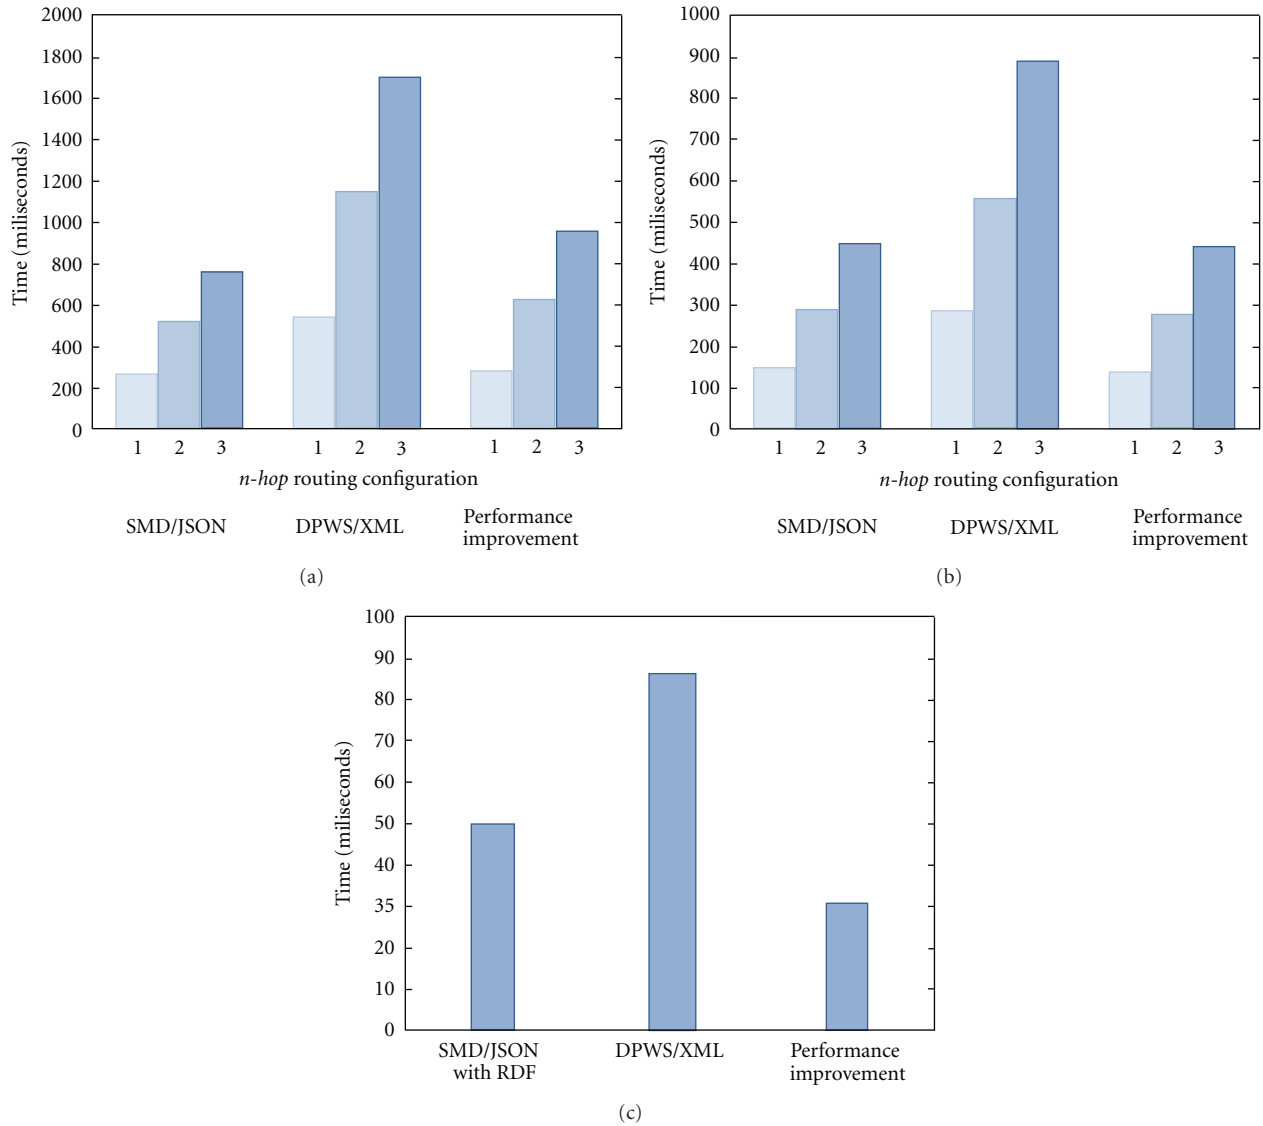 2000
1800
1600
1400
1200
1000
800
600
400
200
0
Time (miliseconds)
1 2 3 1 2 3 1 2 3
n-hop routing configuration
SMD/JSON DPWS/XML Performance
improvement
(a)
1000
900
800
700
600
500
400
300
200
100
0
Time (miliseconds)
1 2 3 1 2 3 1 2 3
n-hop routing configuration
SMD/JSON DPWS/XML Performance
improvement
(b)
100
90
80
70
60
50
40
35
20
10
0
Time (miliseconds)
SMD/JSON DPWS/XML Performance
with RDF improvement
(c)